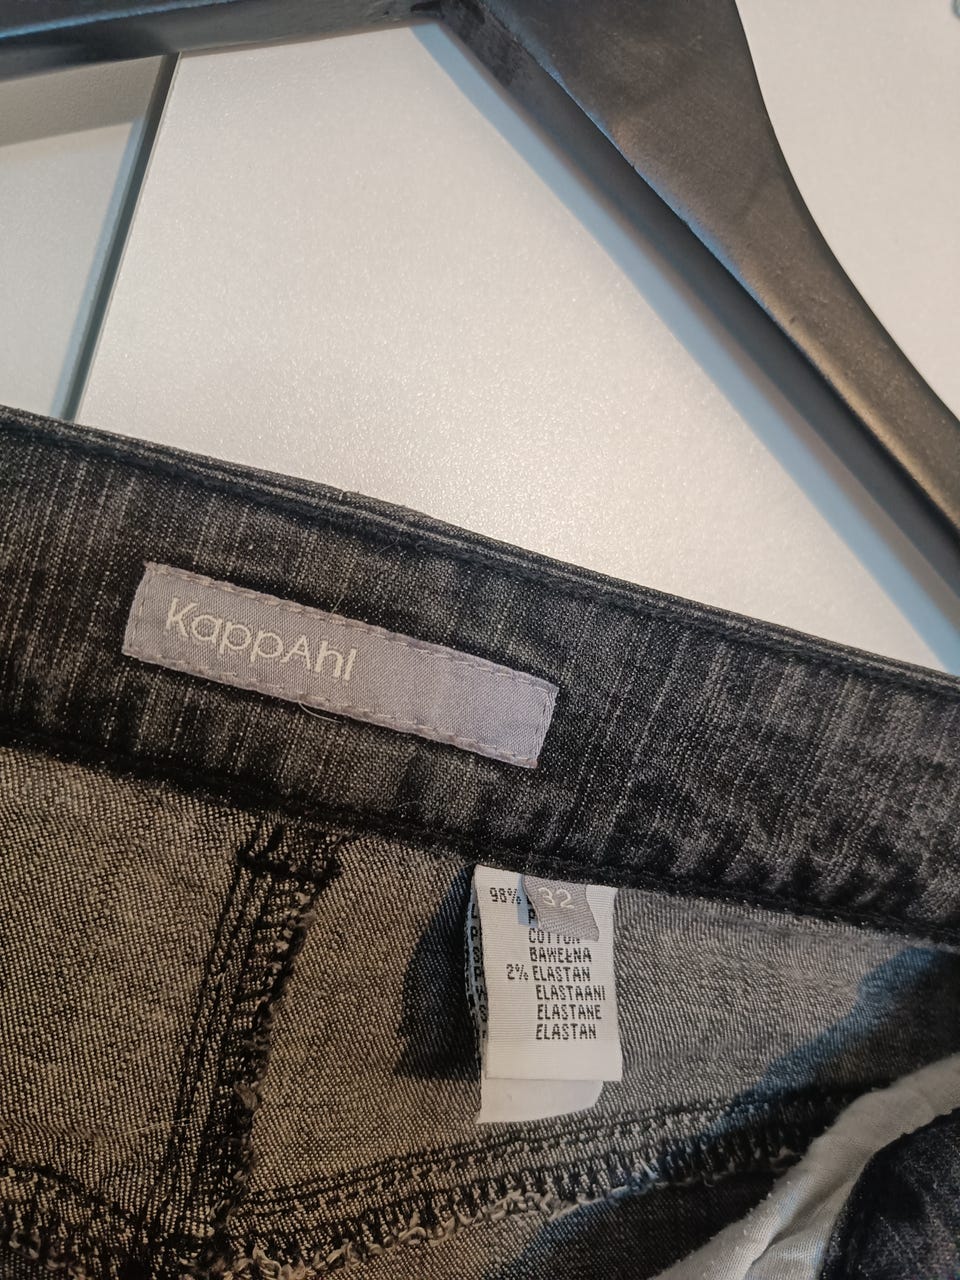 KappAhl
32
98%
COTTON
BAWEŁNA
2% ELASTAN
ELASTAANI
ELASTANE
ELASTAN